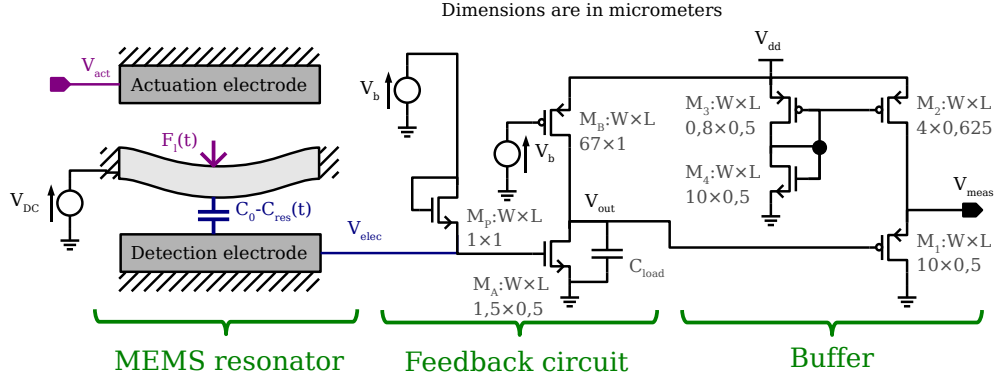 Dimensions are in micrometers
V_act
Actuation electrode
F_l(t)
V_DC
C_0-C_res(t)
V_elec
Detection electrode
MEMS resonator
V_b
V_b
M_B:W×L
67×1
M_P:W×L
1×1
V_out
C_load
M_A:W×L
1,5×0,5
Feedback circuit
V_dd
M_3:W×L
0,8×0,5
M_2:W×L
4×0,625
M_4:W×L
10×0,5
V_meas
M_1:W×L
10×0,5
Buffer